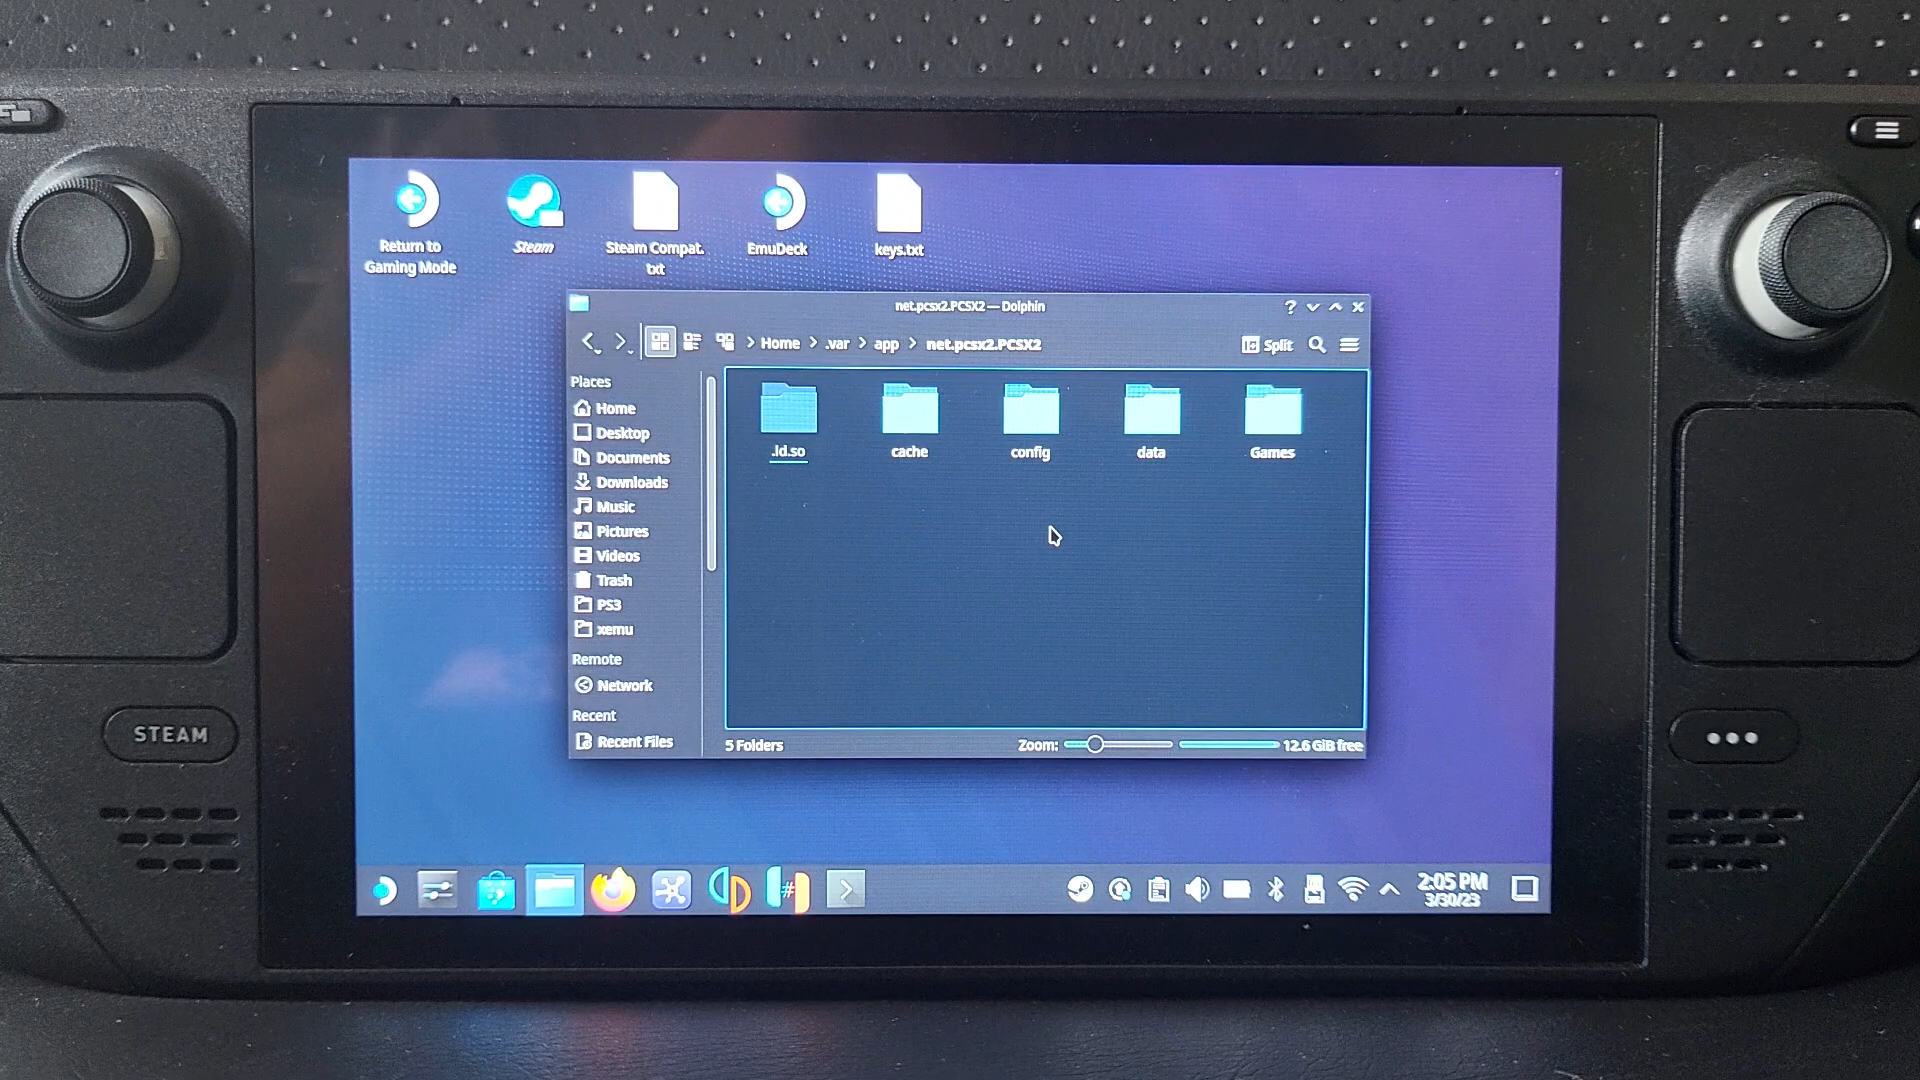 Return to
Gaming Mode
Steam
Steam Compat.
txt
EmuDeck
keys.txt
net.pcsx2.PCSX2 — Dolphin
?
> Home > .var > app > net.pcsx2.PCSX2
Split
Places
Home
Desktop
Documents
Downloads
Music
Pictures
Videos
Trash
PS3
xemu
Remote
Network
Recent
Recent Files
.ld.so
cache
config
data
Games
5 Folders
Zoom:
12.6 GiB free
STEAM
#
2:05 PM
3/30/23